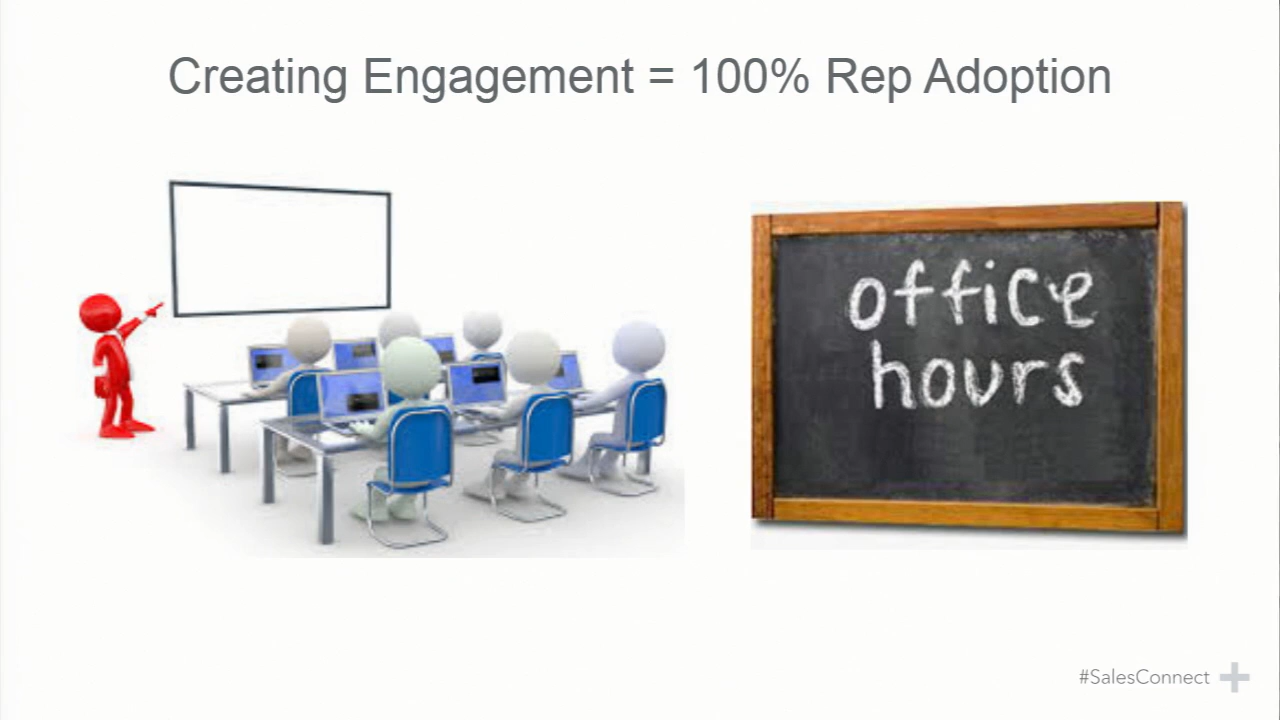 Creating Engagement = 100% Rep Adoption
office
hours
#SalesConnect